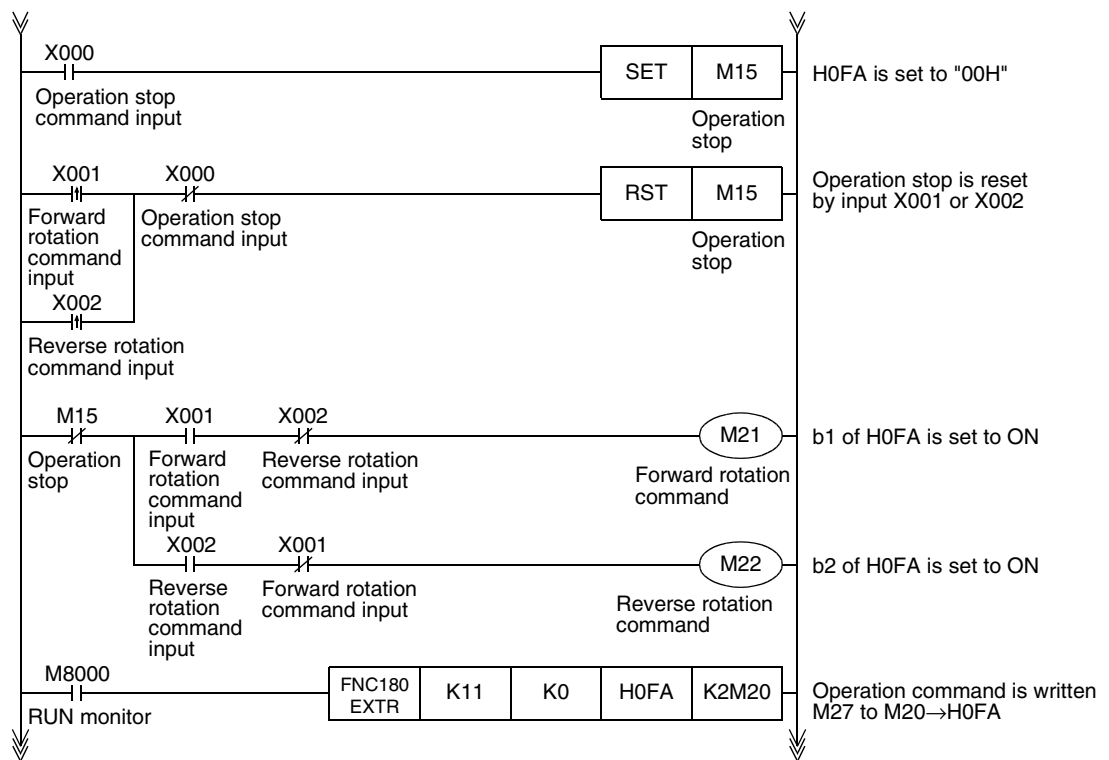 X000
SET M15
H0FA is set to "00H"
Operation stop
command input
Operation
stop
X001 X000
RST M15
Operation stop is reset
by input X001 or X002
Forward
rotation
command
input
Operation stop
command input
Operation
stop
X002
Reverse rotation
command input
M15 X001 X002
M21
b1 of H0FA is set to ON
Operation
stop
Forward
rotation
command
input
Reverse rotation
command input
Forward rotation
command
X002 X001
M22
b2 of H0FA is set to ON
Reverse
rotation
command
input
Forward rotation
command input
Reverse rotation
command
M8000
FNC180
EXTR
K11 K0 H0FA K2M20
Operation command is written
M27 to M20→H0FA
RUN monitor